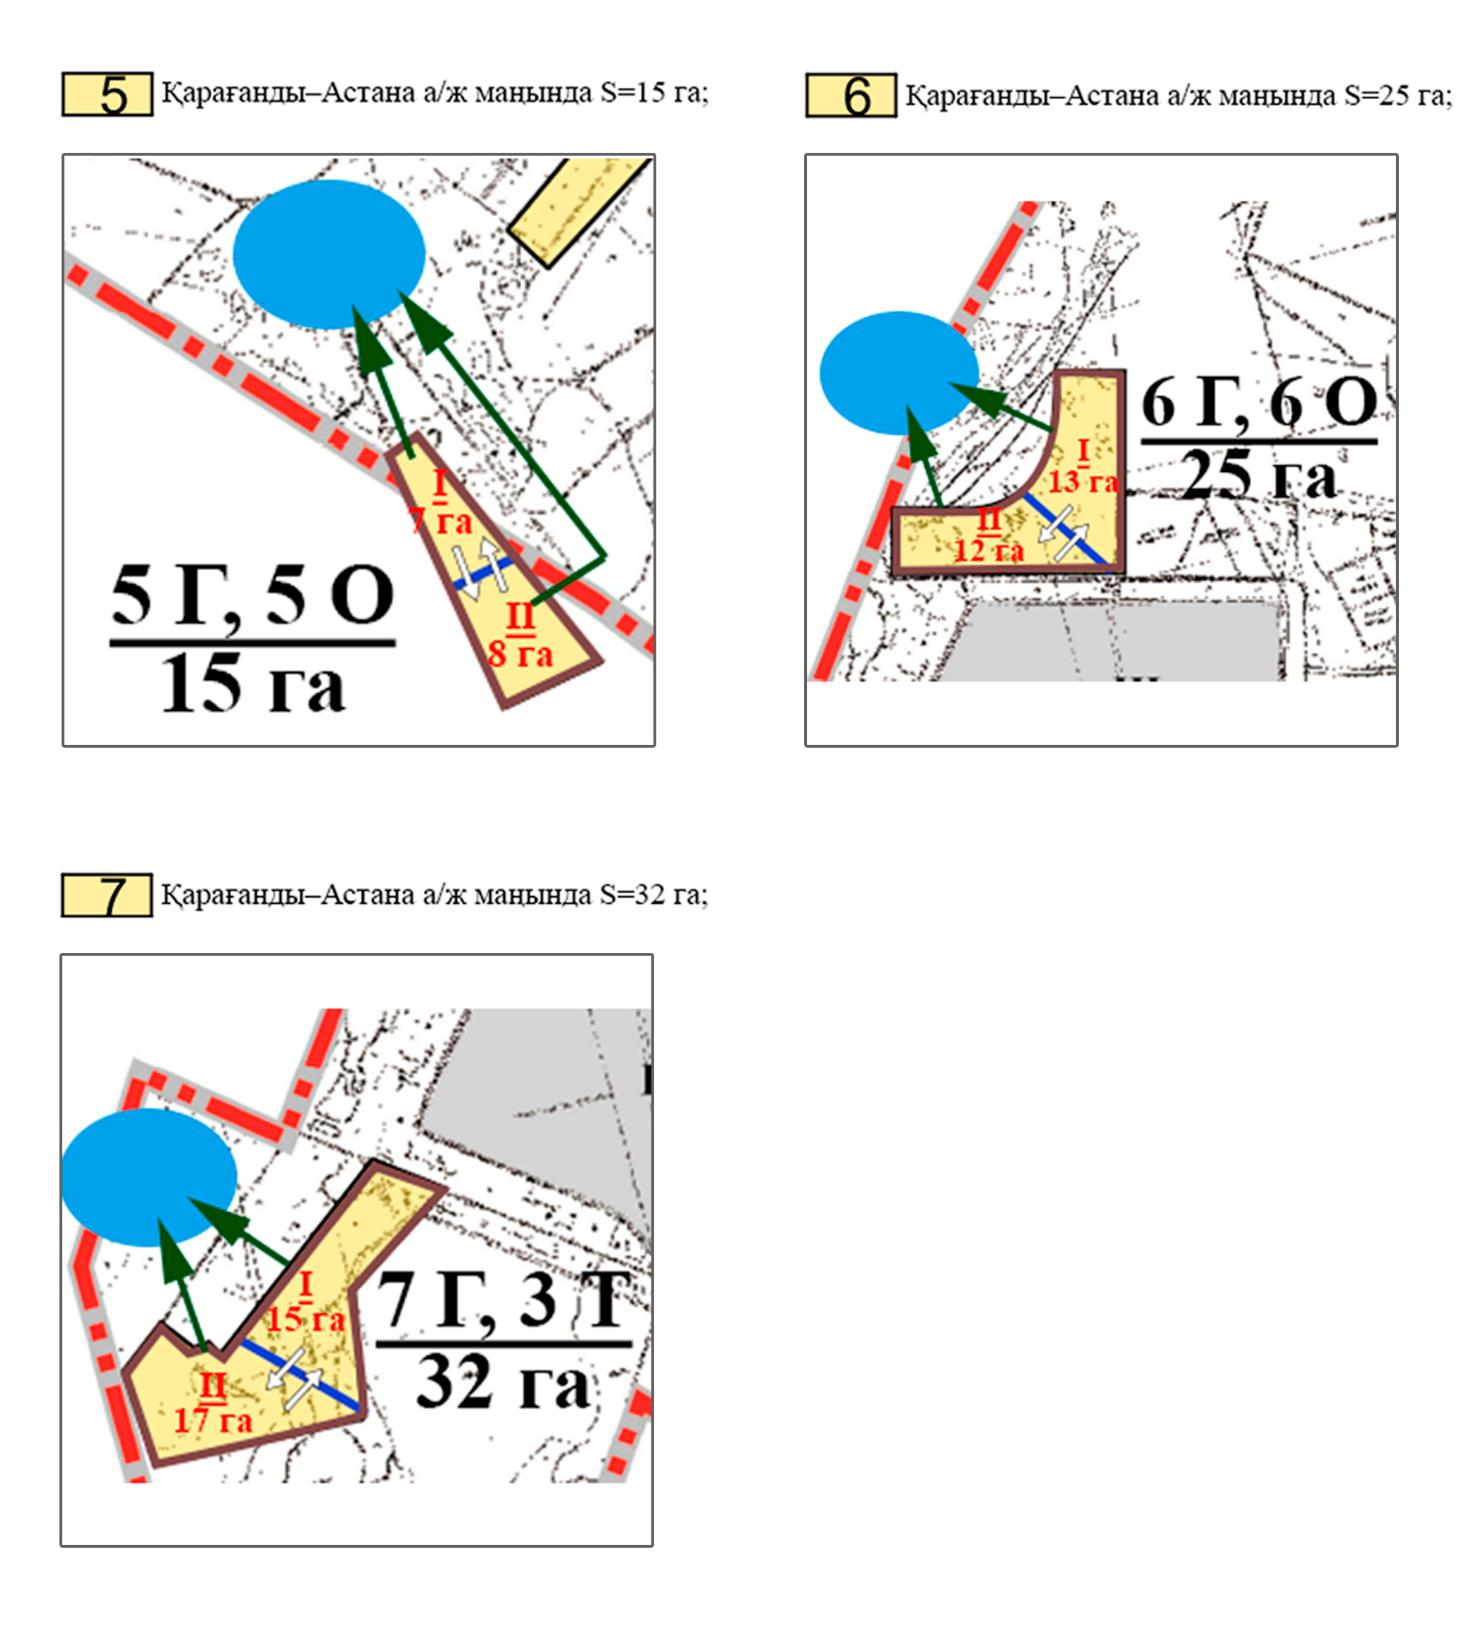 5 Қарағанды–Астана а/ж маңында S=15 га;
I
7 га
II
8 га
5 Г, 5 О
15 га
6 Қарағанды–Астана а/ж маңында S=25 га;
I
13 га
II
12 га
6 Г, 6 О
25 га
7 Қарағанды–Астана а/ж маңында S=32 га;
I
15 га
II
17 га
7 Г, 3 Т
32 га